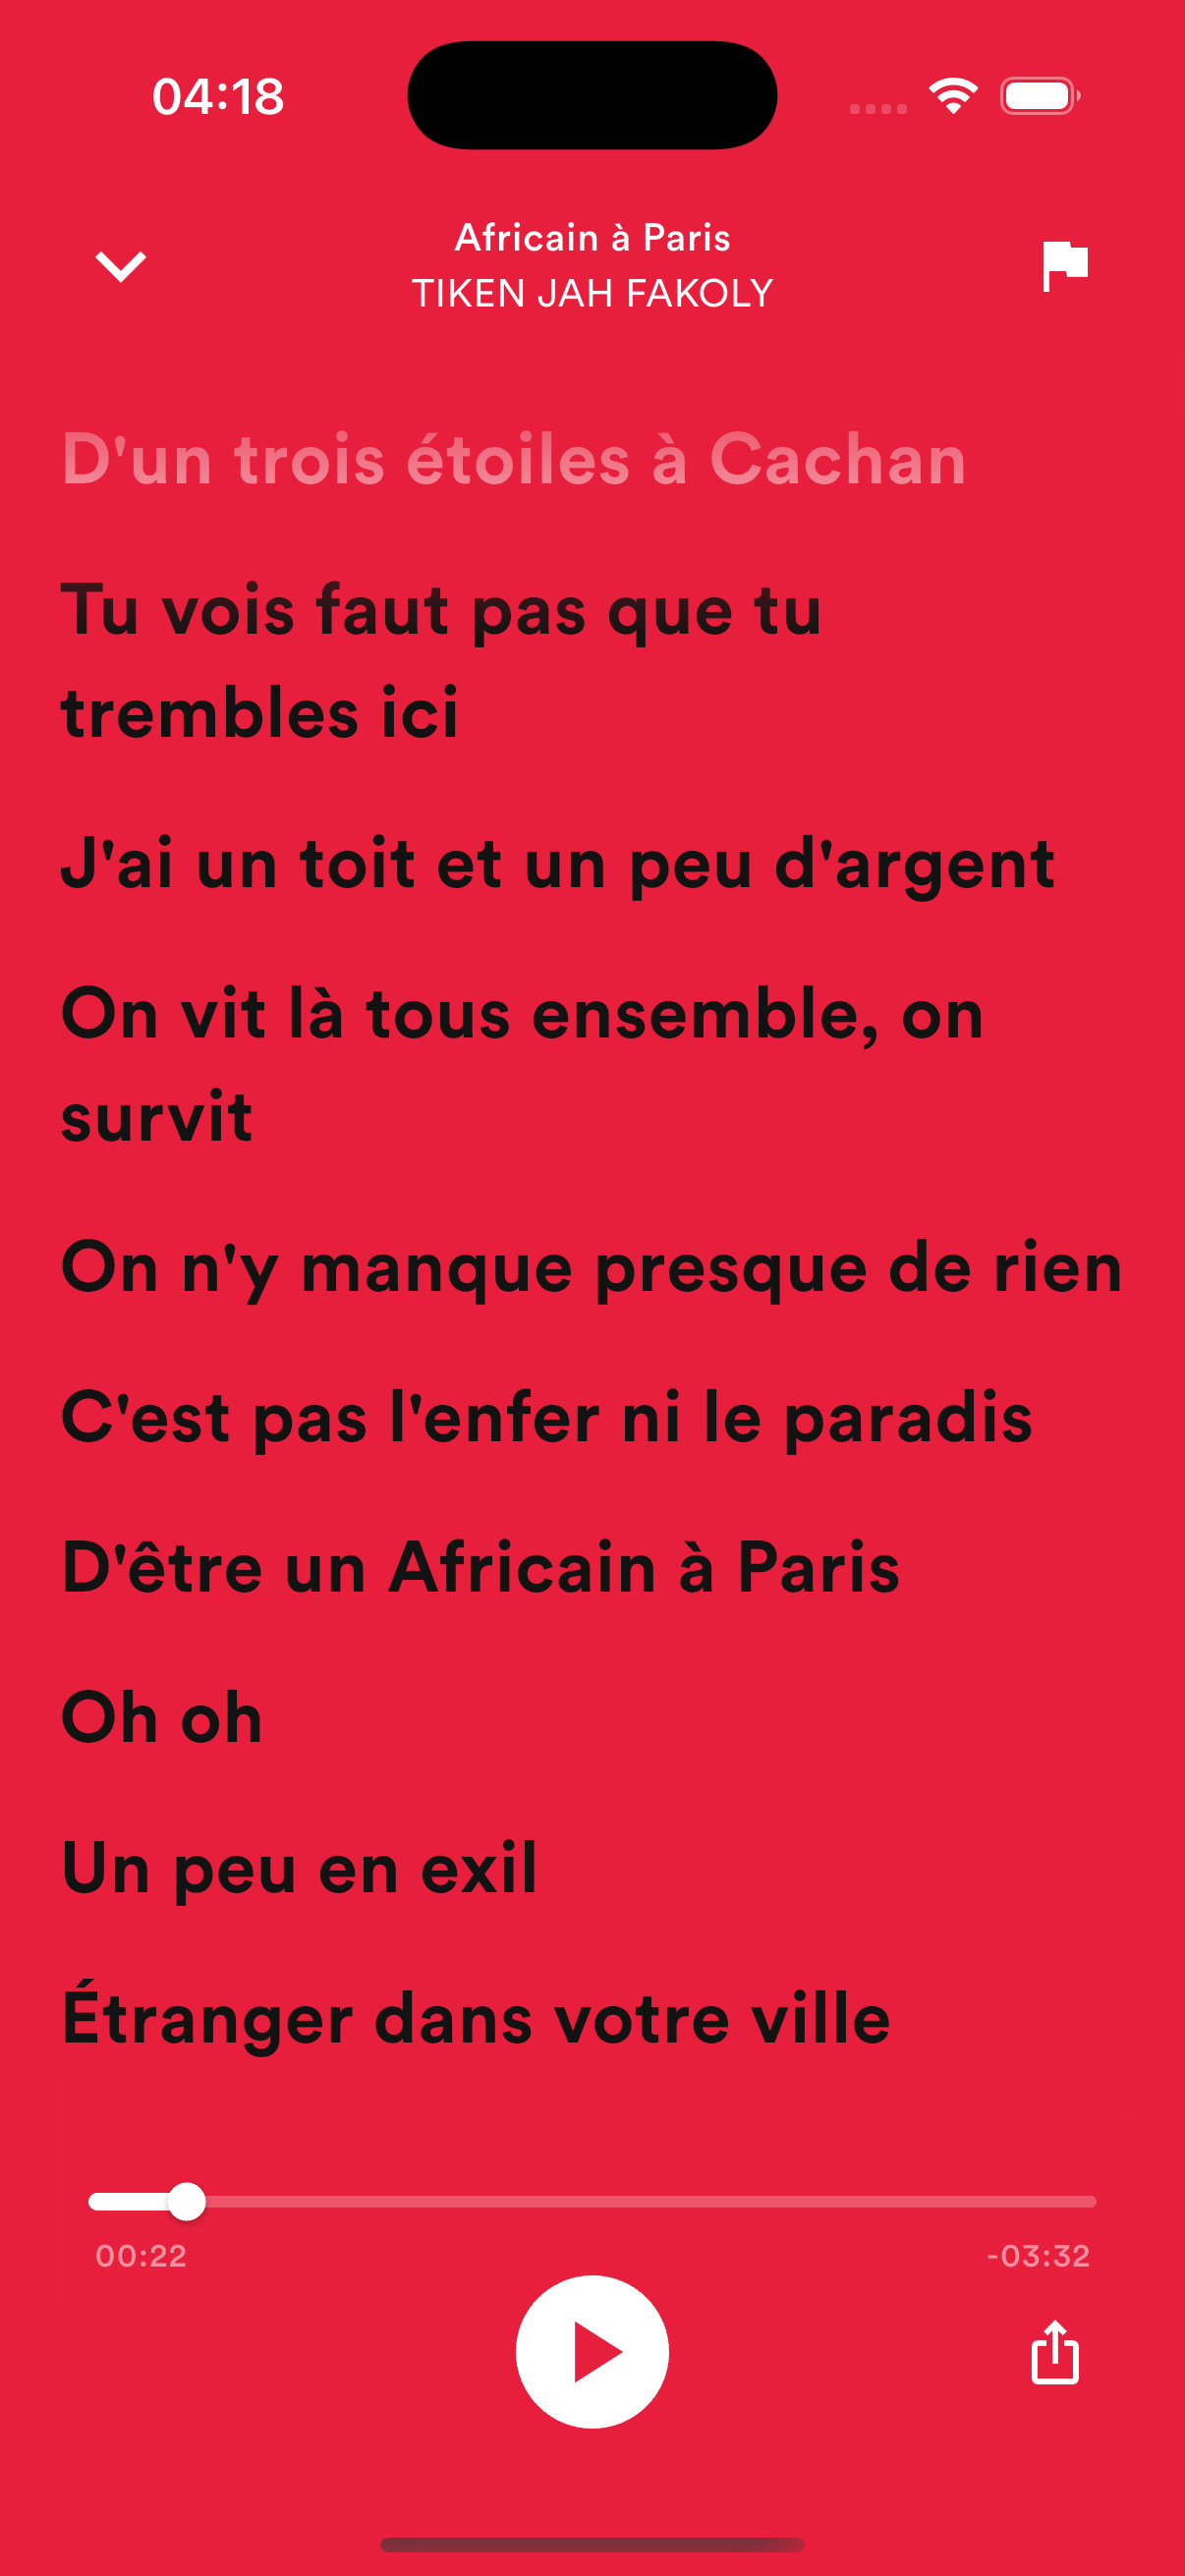 04:18
Africain à Paris
TIKEN JAH FAKOLY
D'un trois étoiles à Cachan
Tu vois faut pas que tu
trembles ici
J'ai un toit et un peu d'argent
On vit là tous ensemble, on
survit
On n'y manque presque de rien
C'est pas l'enfer ni le paradis
D'être un Africain à Paris
Oh oh
Un peu en exil
Étranger dans votre ville
00:22
-03:32